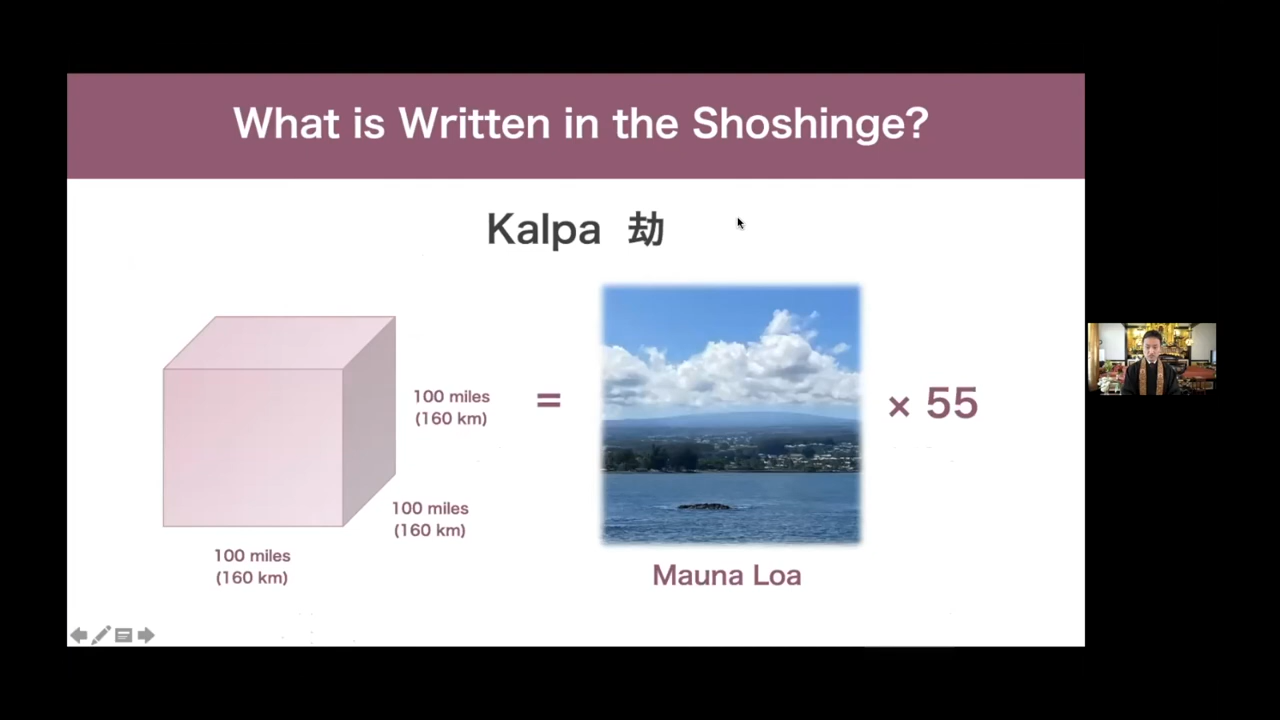 What is Written in the Shoshinge?
Kalpa 劫
100 miles
(160 km)
100 miles
(160 km)
100 miles
(160 km)
=
× 55
Mauna Loa